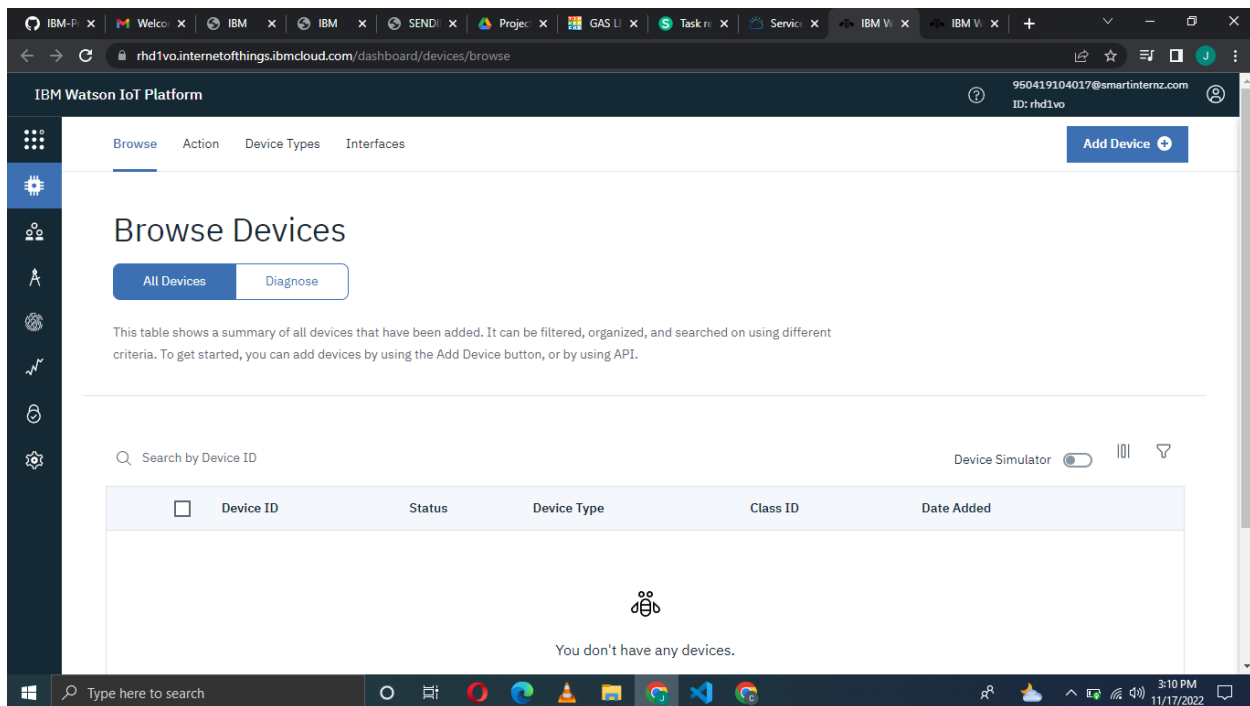 IBM-P
Welco
IBM
IBM
SENDI
Projec
GAS LI
Task re
Service
IBM W
IBM W
rhd1vo.internetofthings.ibmcloud.com/dashboard/devices/browse
J
IBM Watson IoT Platform
950419104017@smartinternz.com
ID: rhd1vo
Browse
Action
Device Types
Interfaces
Add Device
Browse Devices
All Devices
Diagnose
This table shows a summary of all devices that have been added. It can be filtered, organized, and searched on using different
criteria. To get started, you can add devices by using the Add Device button, or by using API.
Search by Device ID
Device Simulator
Device ID
Status
Device Type
Class ID
Date Added
You don't have any devices.
Type here to search
3:10 PM
11/17/2022